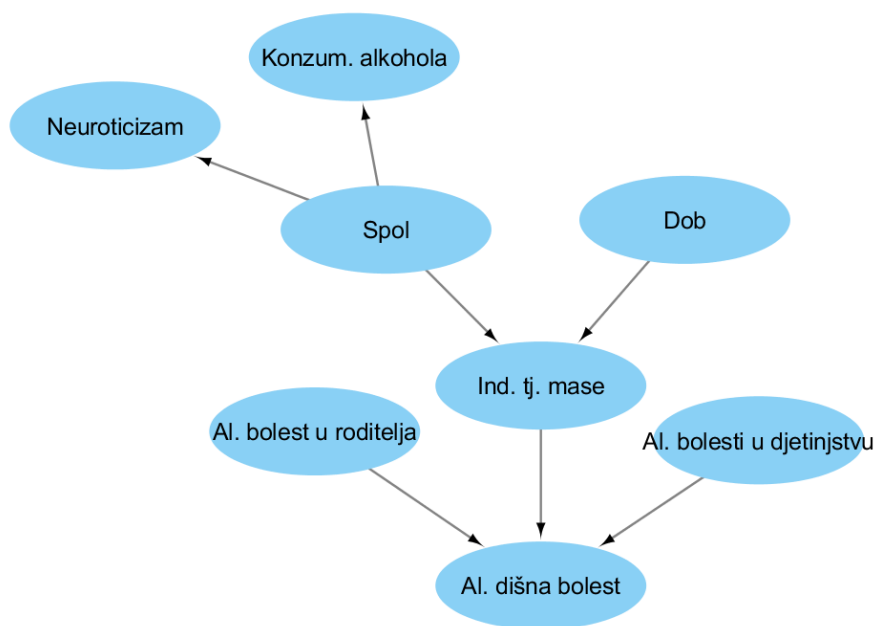 Konzum. alkohola
Neuroticizam
Spol
Dob
Ind. tj. mase
Al. bolest u roditelja
Al. bolesti u djetinjstvu
Al. dišna bolest